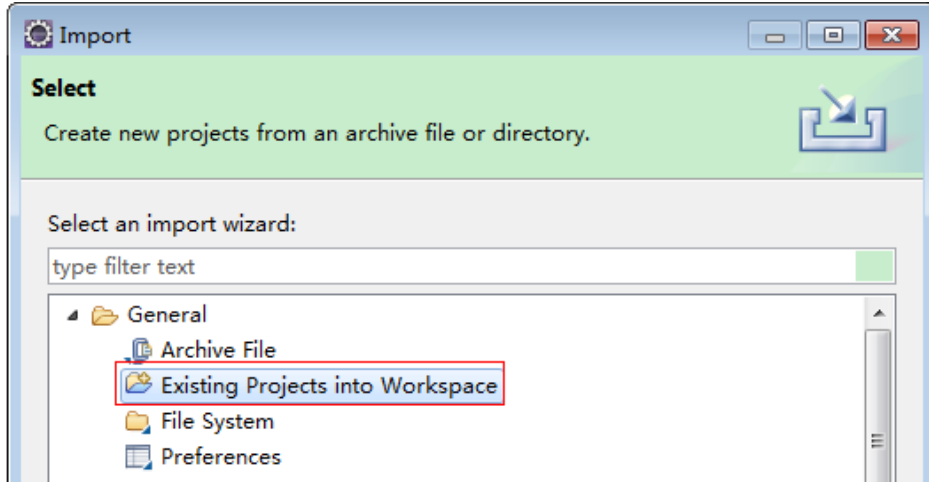 Import
Select
Create new projects from an archive file or directory.
Select an import wizard:
type filter text
General
Archive File
Existing Projects into Workspace
File System
Preferences